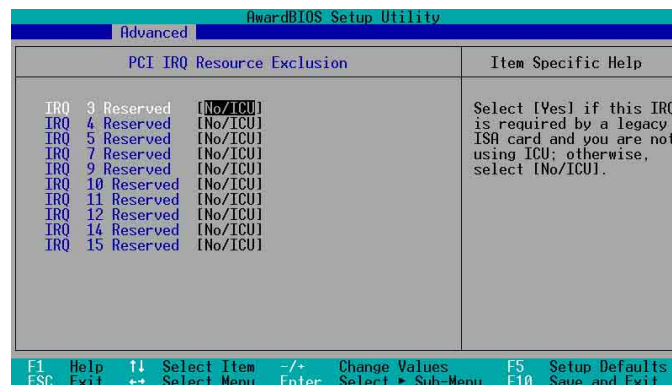 AwardBIOS Setup Utility
Advanced
PCI IRQ Resource Exclusion
Item Specific Help
IRQ 3 Reserved [No/ICU]
IRQ 4 Reserved [No/ICU]
IRQ 5 Reserved [No/ICU]
IRQ 7 Reserved [No/ICU]
IRQ 9 Reserved [No/ICU]
IRQ 10 Reserved [No/ICU]
IRQ 11 Reserved [No/ICU]
IRQ 12 Reserved [No/ICU]
IRQ 14 Reserved [No/ICU]
IRQ 15 Reserved [No/ICU]
Select [Yes] if this IRQ
is required by a legacy
ISA card and you are not
using ICU; otherwise,
select [No/ICU].
F1 Help ↑↓ Select Item -/+ Change Values F5 Setup Defaults
ESC Exit ←→ Select Menu Enter Select ► Sub-Menu F10 Save and Exit